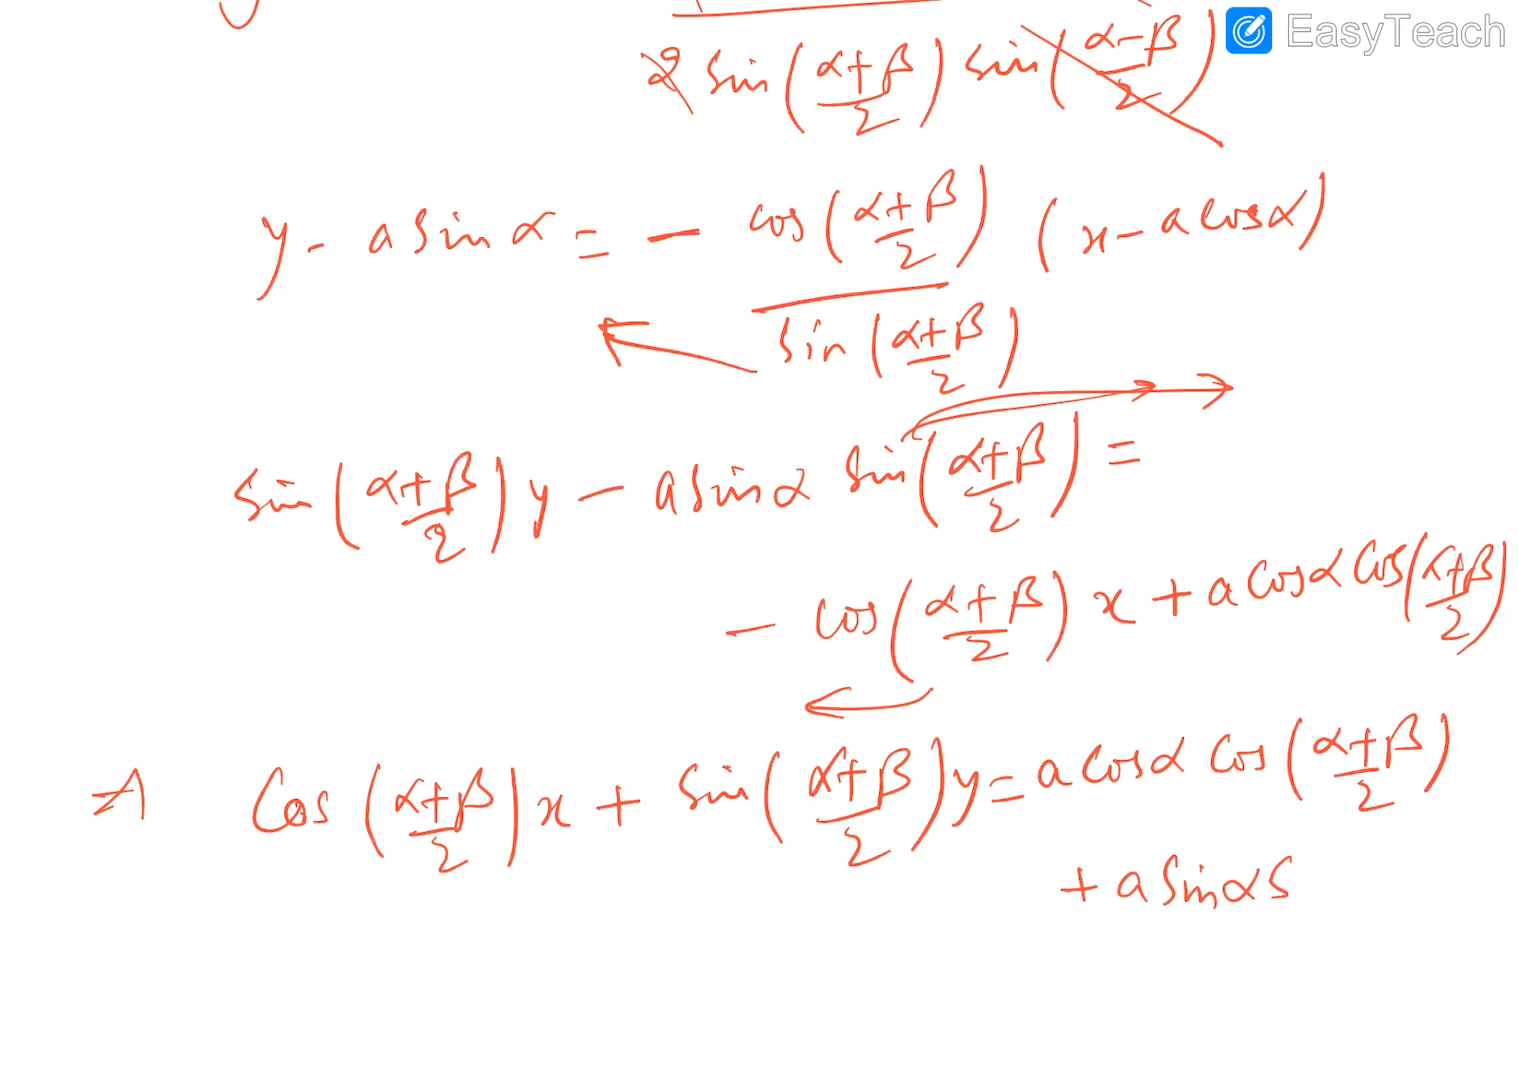 EasyTeach
2 sin((α+β)/2) sin((α-β)/2)
y - a sin α = - cos((α+β)/2) (x - a cos α)
sin((α+β)/2)
sin((α+β)/2) y - a sin α sin((α+β)/2) =
- cos((α+β)/2) x + a cos α cos((α+β)/2)
⇒ Cos((α+β)/2) x + Sin((α+β)/2) y = a cos α cos((α+β)/2)
+ a sin α S